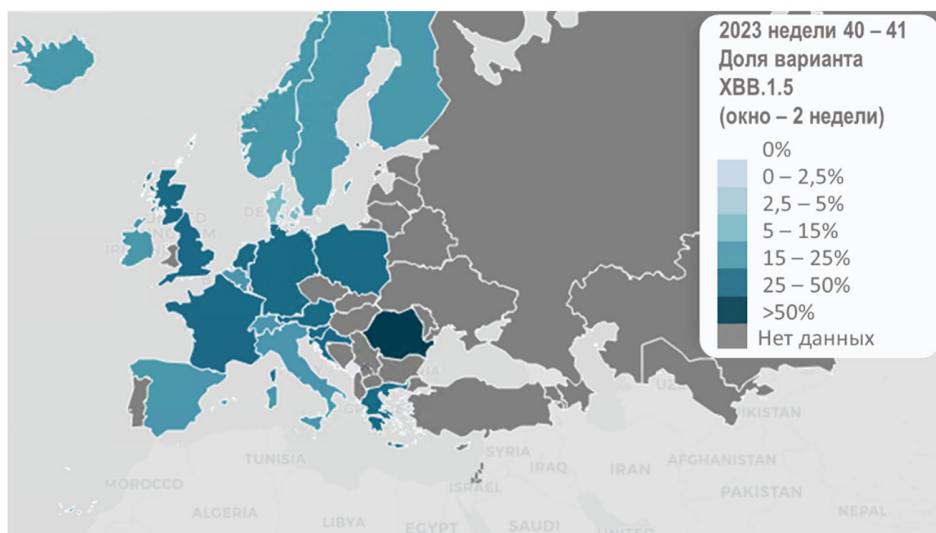 2023 недели 40 – 41
Доля варианта
XBB.1.5
(окно – 2 недели)
0%
0 – 2,5%
2,5 – 5%
5 – 15%
15 – 25%
25 – 50%
>50%
Нет данных
TUNISIA
MOROCCO
ALGERIA
LIBYA
EGYPT
SYRIA
IRAQ
ISRAEL
IRAN
AFGHANISTAN
PAKISTAN
NEPAL
SAUDI